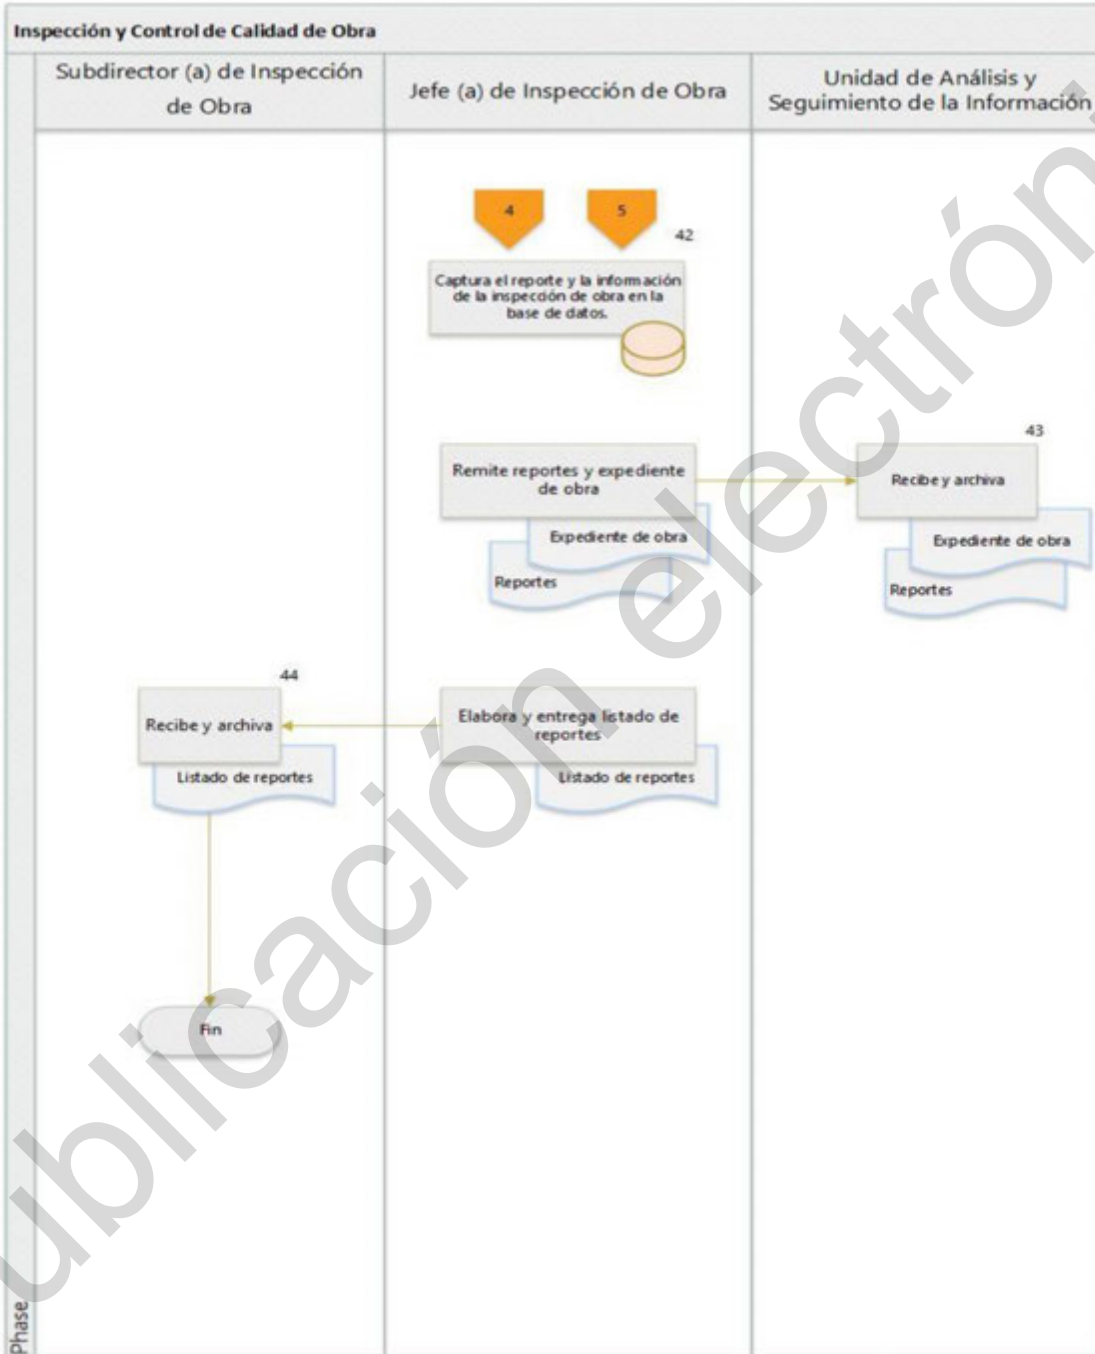 Inspección y Control de Calidad de Obra
Subdirector (a) de Inspección
de Obra
Jefe (a) de Inspección de Obra
Unidad de Análisis y
Seguimiento de la Información
4
5
42
Captura el reporte y la información
de la inspección de obra en la
base de datos.
43
Remite reportes y expediente
de obra
Expediente de obra
Reportes
Recibe y archiva
Expediente de obra
Reportes
44
Recibe y archiva
Listado de reportes
Elabora y entrega listado de
reportes
Listado de reportes
Fin
Phase
ublicación electróni